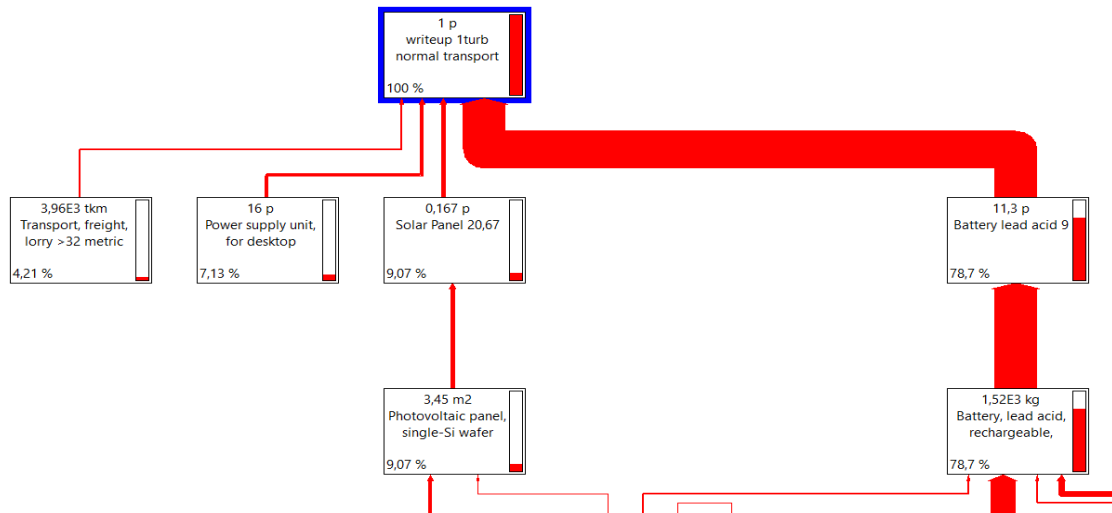 1 p
writeup 1turb
normal transport
100 %
3,96E3 tkm
Transport, freight,
lorry >32 metric
4,21 %
16 p
Power supply unit,
for desktop
7,13 %
0,167 p
Solar Panel 20,67
9,07 %
11,3 p
Battery lead acid 9
78,7 %
3,45 m2
Photovoltaic panel,
single-Si wafer
9,07 %
1,52E3 kg
Battery, lead acid,
rechargeable,
78,7 %